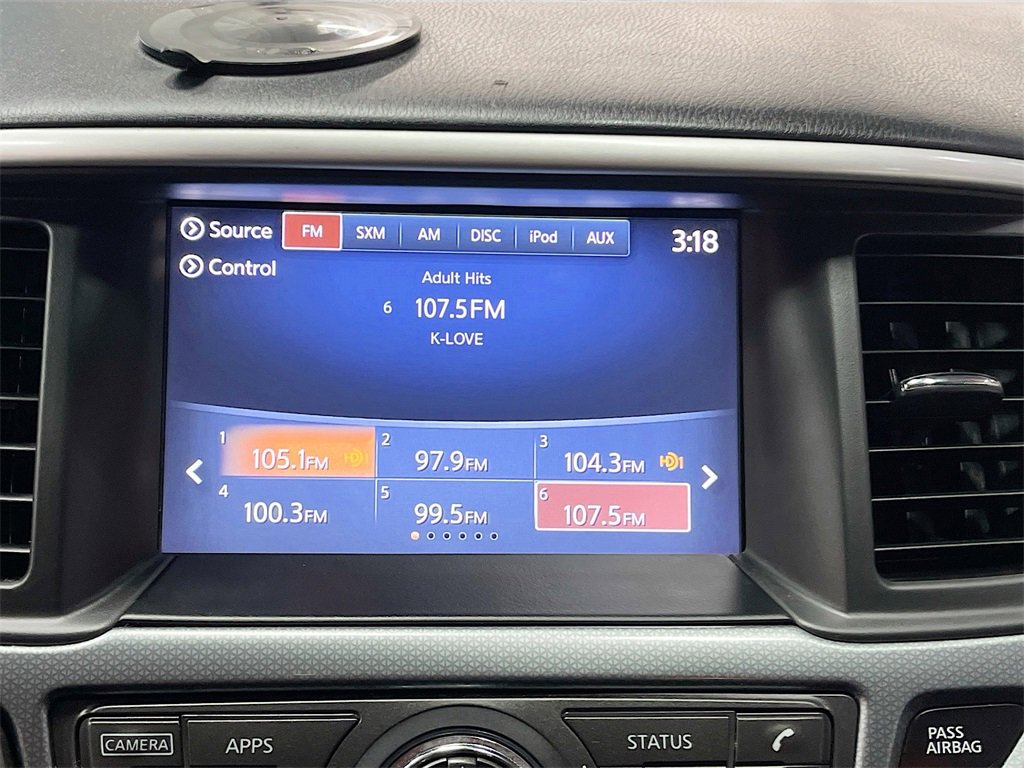 Source FM SXM AM DISC iPod AUX 3:18
Control
Adult Hits
6 107.5FM
K-LOVE
1 105.1FM HD1 2 97.9FM 3 104.3FM HD1
4 100.3FM 5 99.5FM 6 107.5FM
CAMERA APPS STATUS PASS
AIRBAG